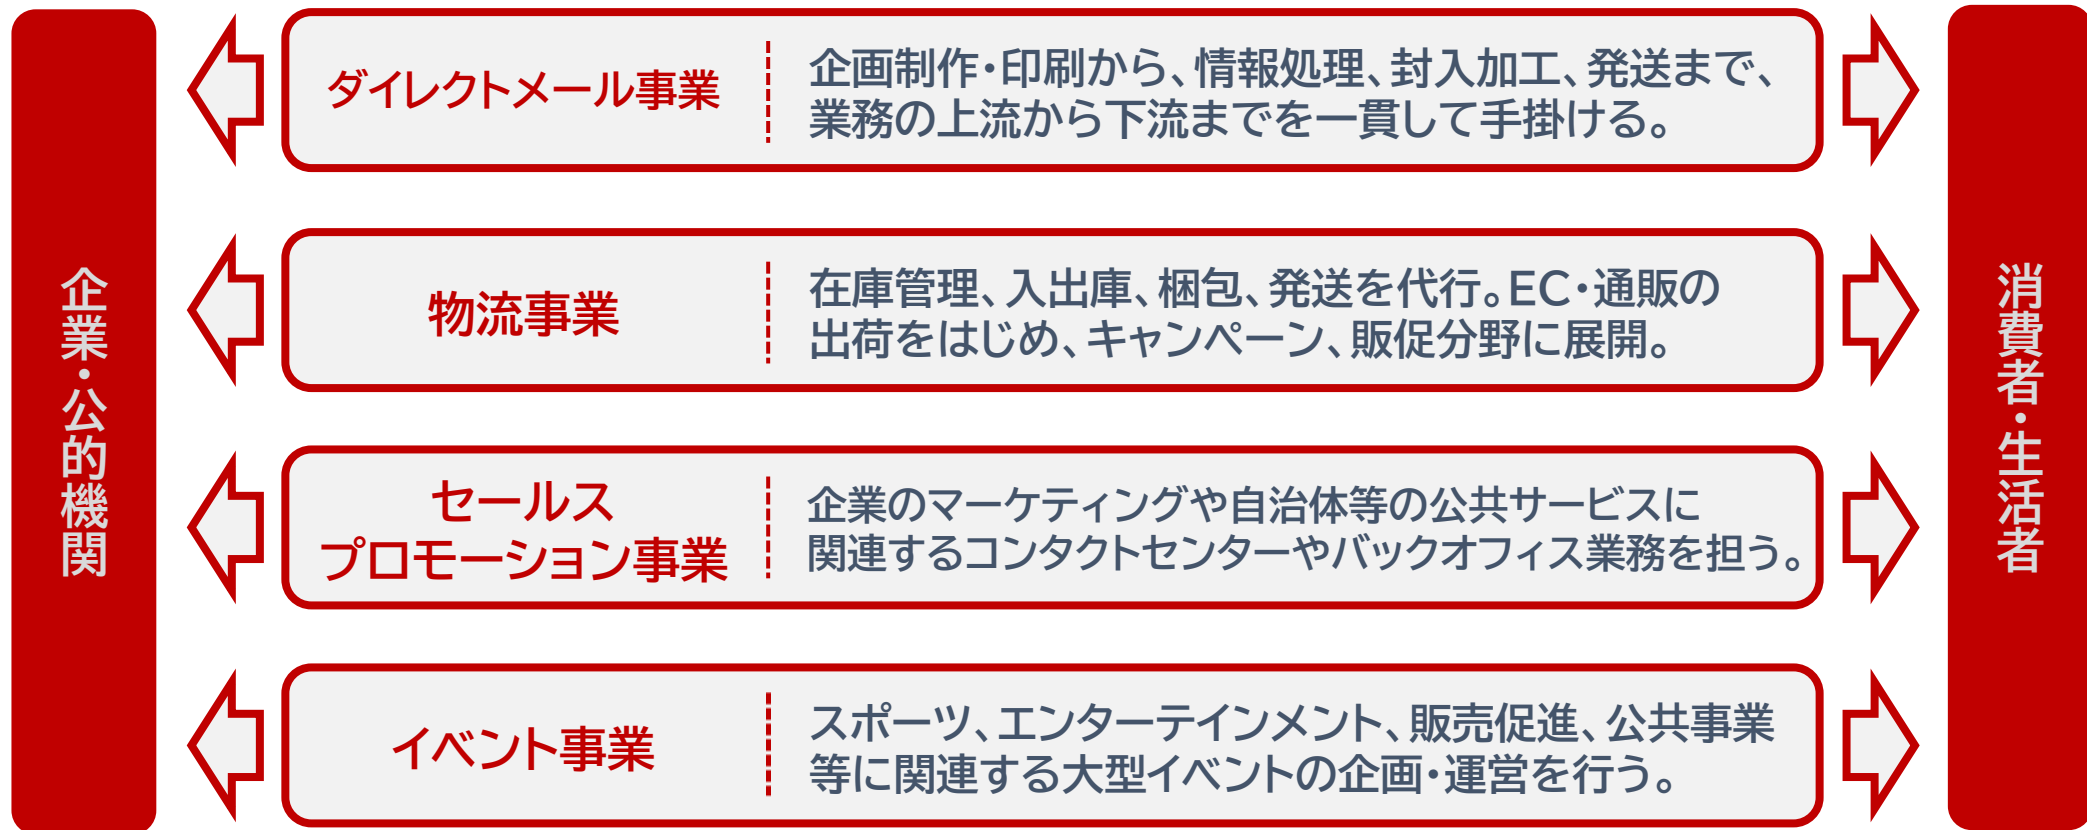 企業・公的機関
ダイレクトメール事業
企画制作・印刷から、情報処理、封入加工、発送まで、
業務の上流から下流までを一貫して手掛ける。
物流事業
在庫管理、入出庫、梱包、発送を代行。EC・通販の
出荷をはじめ、キャンペーン、販促分野に展開。
セールス
プロモーション事業
企業のマーケティングや自治体等の公共サービスに
関連するコンタクトセンターやバックオフィス業務を担う。
イベント事業
スポーツ、エンターテインメント、販売促進、公共事業
等に関連する大型イベントの企画・運営を行う。
消費者・生活者